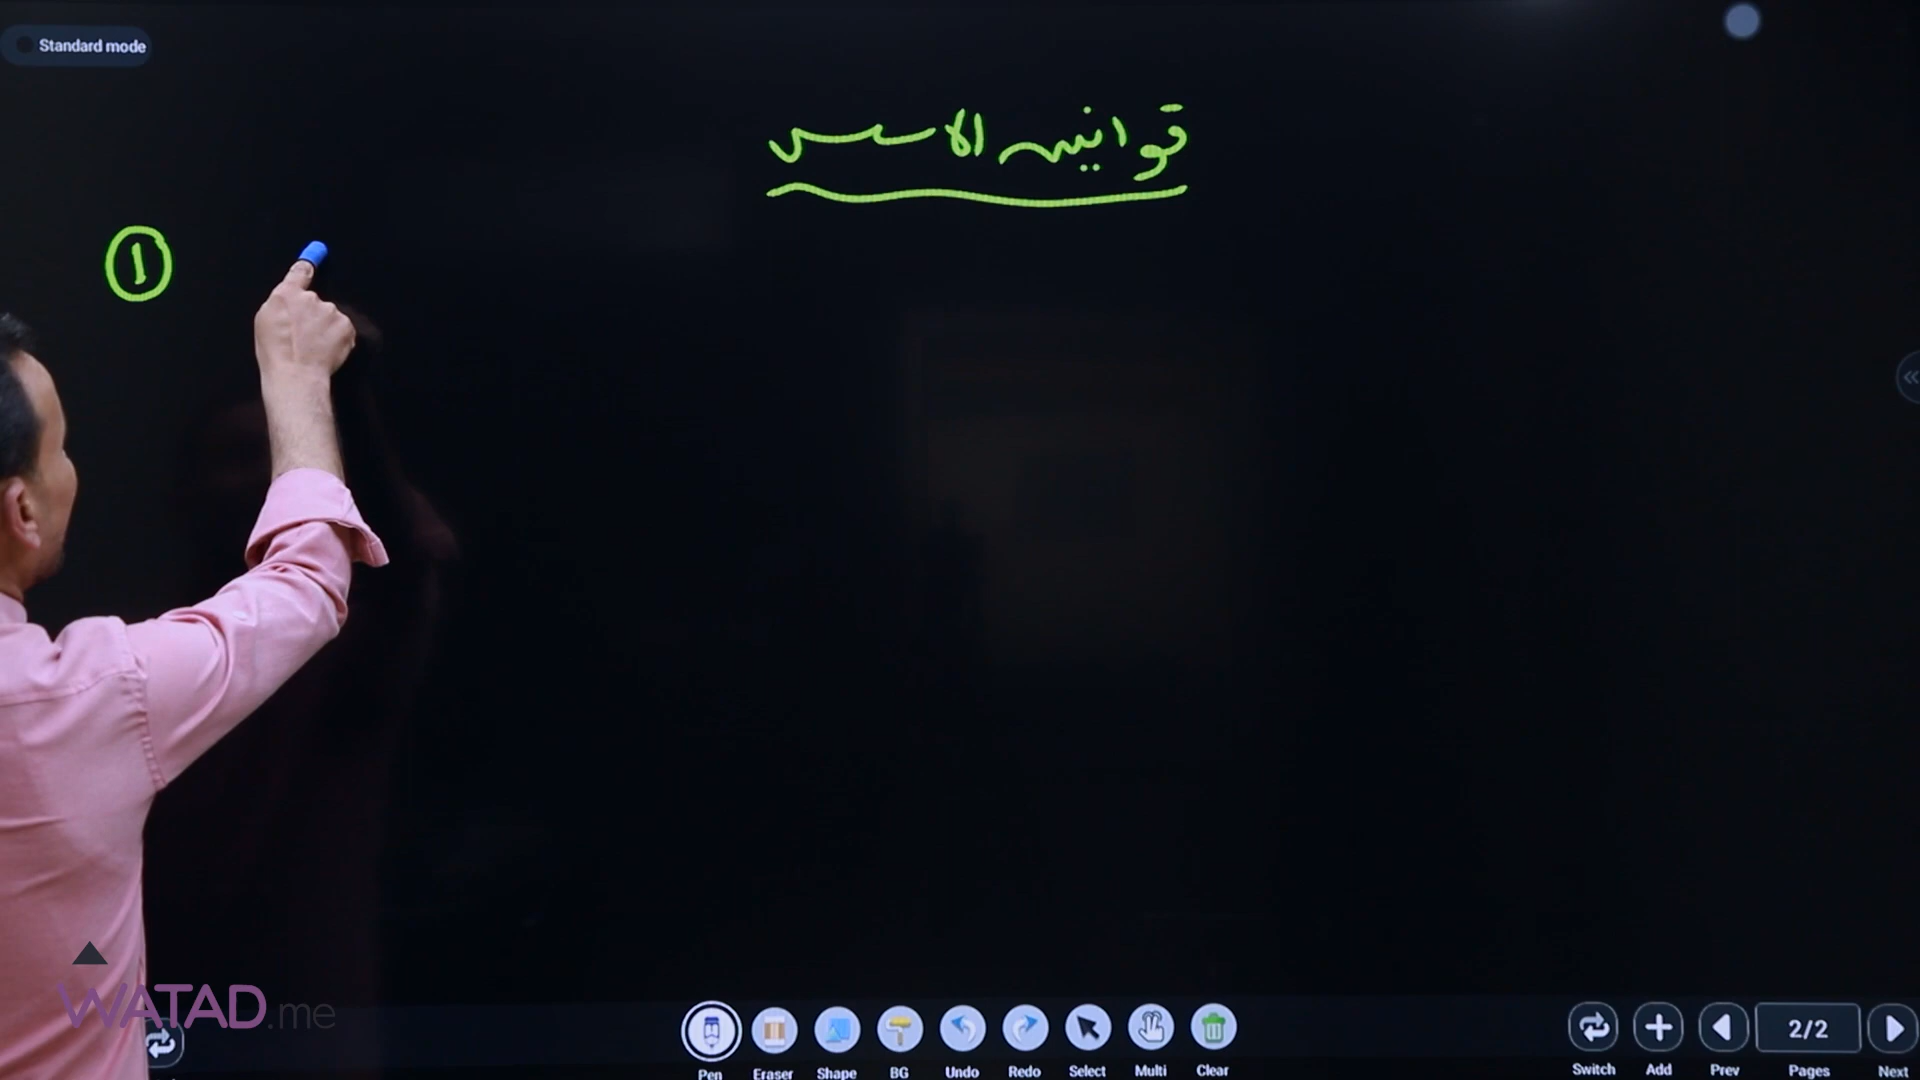 Standard mode
قوانين الاسس
1
WATAD.me
Pen Eraser Shape BG Undo Redo Select Multi Clear
Switch Add Prev 2/2 Pages Next